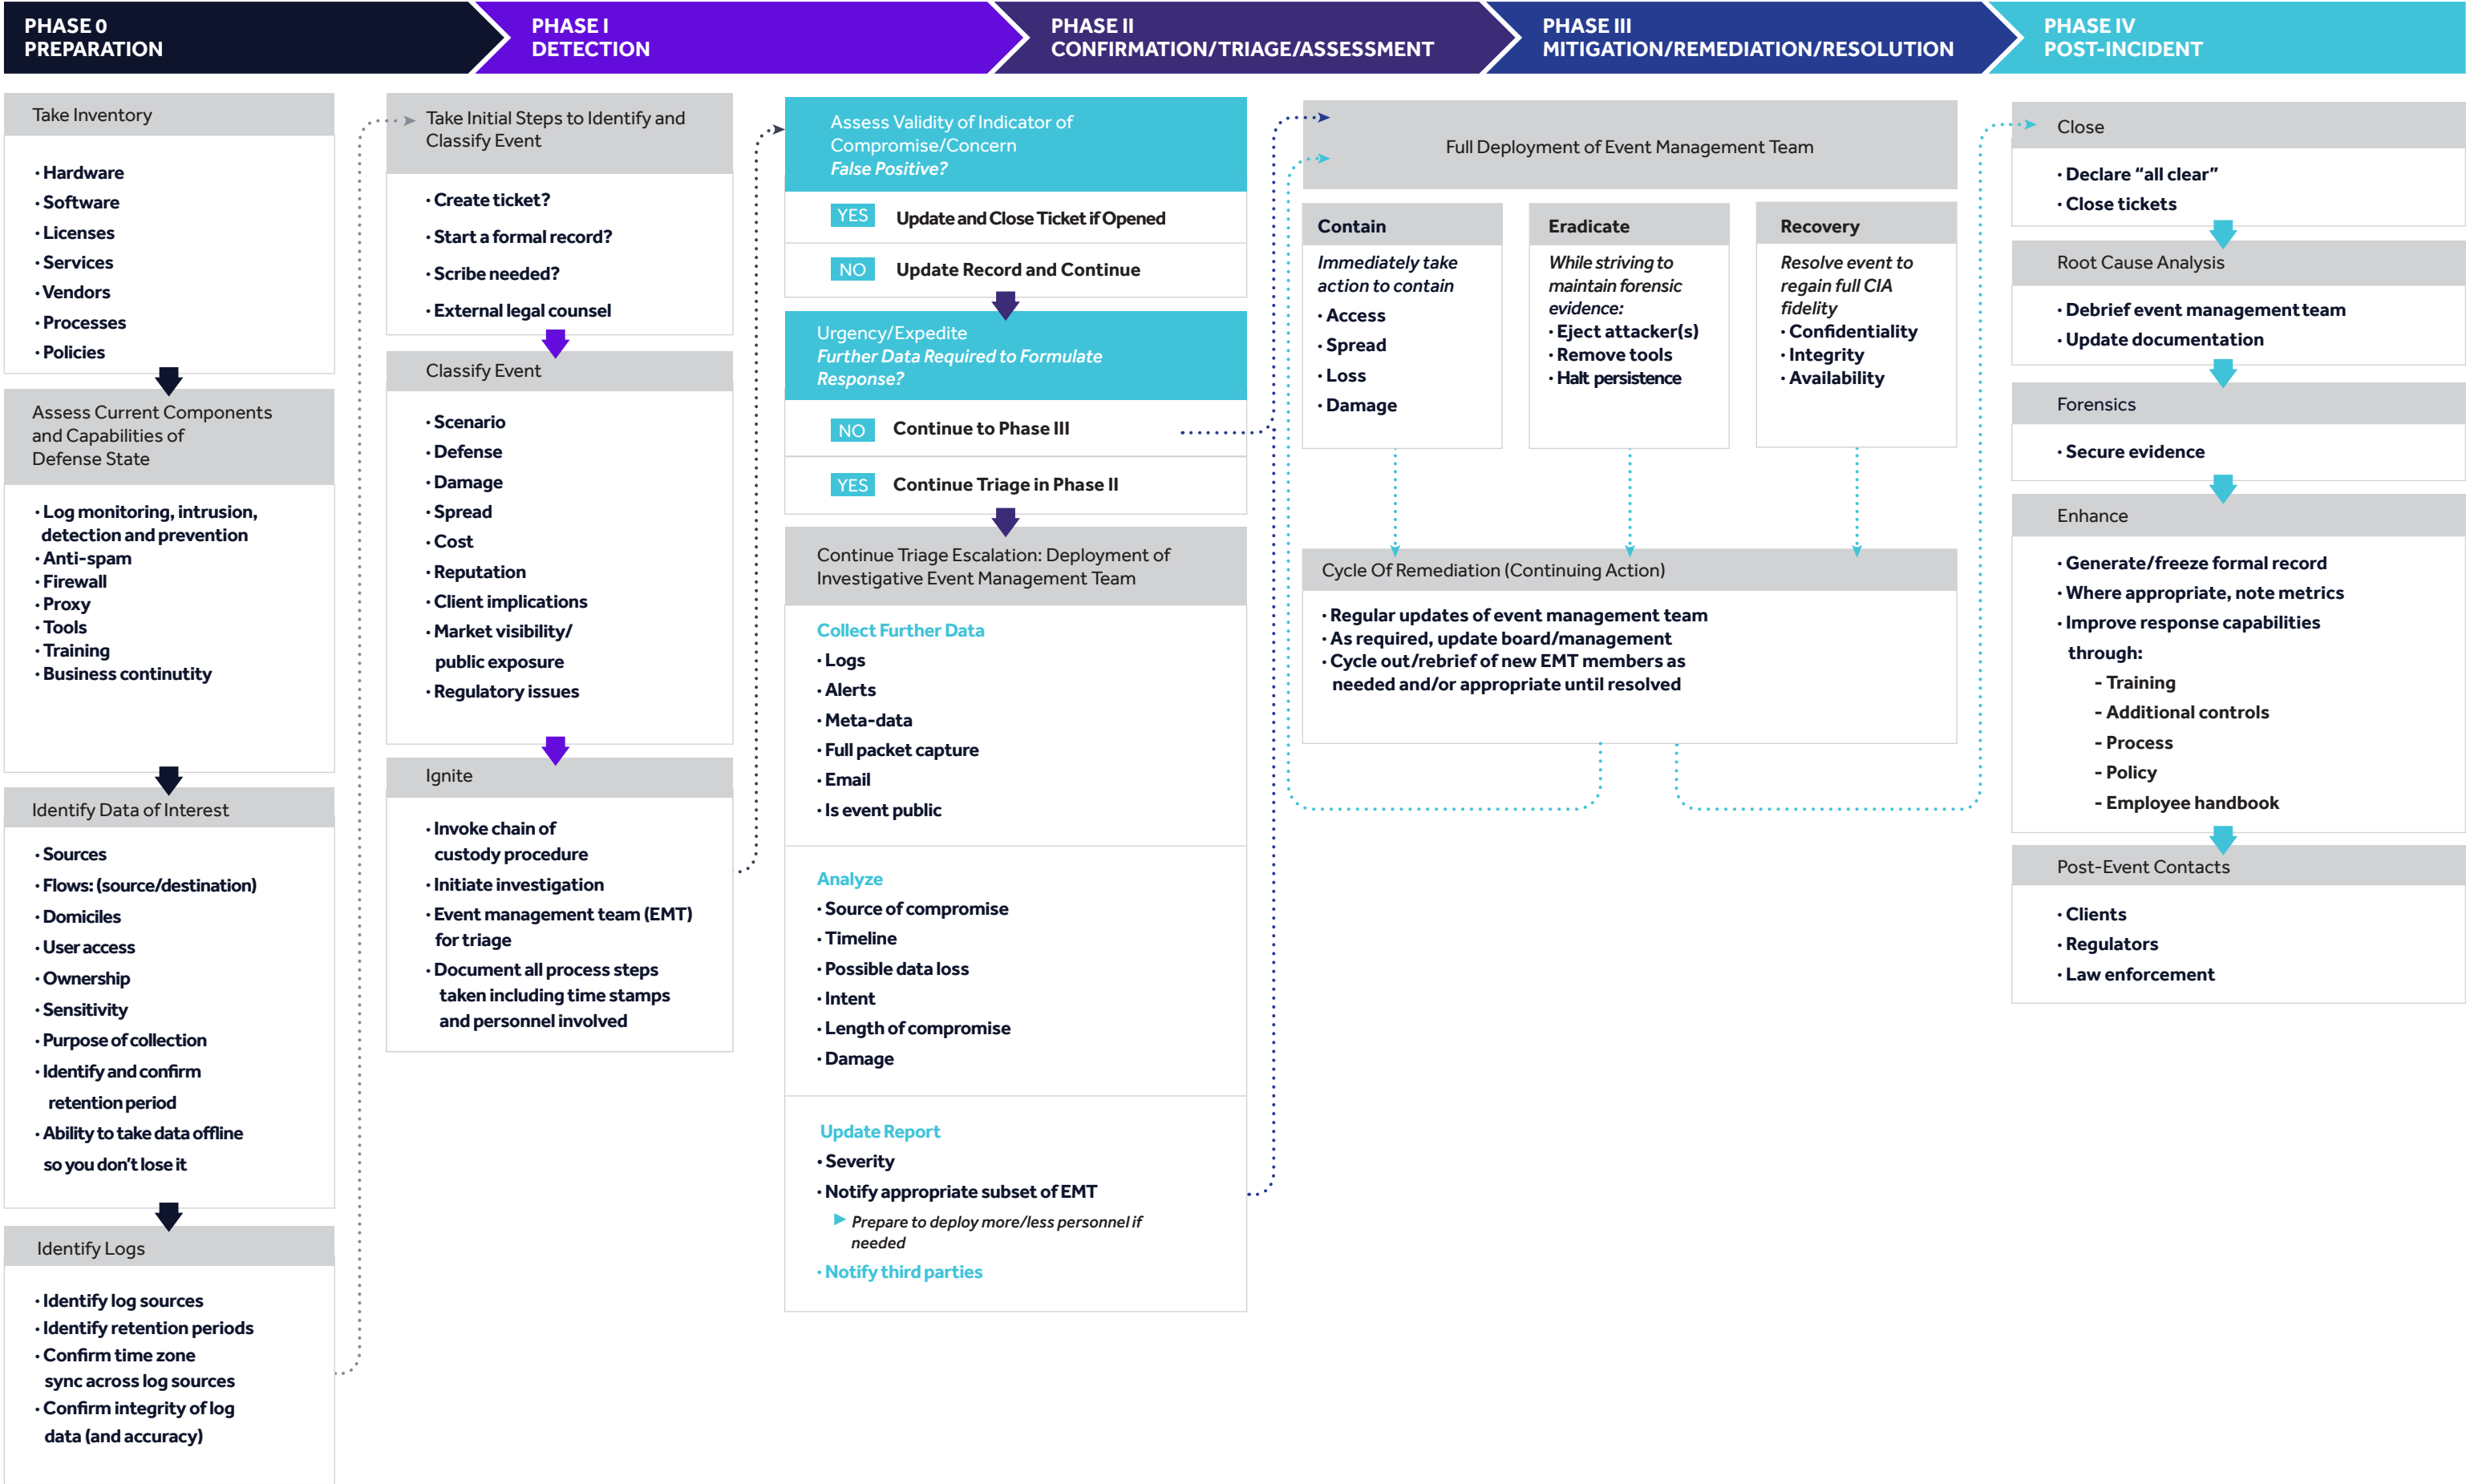 PHASE 0
PREPARATION
PHASE I
DETECTION
PHASE II
CONFIRMATION/TRIAGE/ASSESSMENT
PHASE III
MITIGATION/REMEDIATION/RESOLUTION
PHASE IV
POST-INCIDENT
Take Inventory
· Hardware
· Software
· Licenses
· Services
· Vendors
· Processes
· Policies
Assess Current Components
and Capabilities of
Defense State
· Log monitoring, intrusion,
detection and prevention
· Anti-spam
· Firewall
· Proxy
· Tools
· Training
· Business continutity
Identify Data of Interest
· Sources
· Flows: (source/destination)
· Domiciles
· User access
· Ownership
· Sensitivity
· Purpose of collection
· Identify and confirm
retention period
· Ability to take data offline
so you don’t lose it
Identify Logs
· Identify log sources
· Identify retention periods
· Confirm time zone
sync across log sources
· Confirm integrity of log
data (and accuracy)
Take Initial Steps to Identify and
Classify Event
· Create ticket?
· Start a formal record?
· Scribe needed?
· External legal counsel
Classify Event
· Scenario
· Defense
· Damage
· Spread
· Cost
· Reputation
· Client implications
· Market visibility/
public exposure
· Regulatory issues
Ignite
· Invoke chain of
custody procedure
· Initiate investigation
· Event management team (EMT)
for triage
· Document all process steps
taken including time stamps
and personnel involved
Assess Validity of Indicator of
Compromise/Concern
False Positive?
YES Update and Close Ticket if Opened
NO Update Record and Continue
Urgency/Expedite
Further Data Required to Formulate
Response?
NO Continue to Phase III
YES Continue Triage in Phase II
Continue Triage Escalation: Deployment of
Investigative Event Management Team
Collect Further Data
· Logs
· Alerts
· Meta-data
· Full packet capture
· Email
· Is event public
Analyze
· Source of compromise
· Timeline
· Possible data loss
· Intent
· Length of compromise
· Damage
Update Report
· Severity
· Notify appropriate subset of EMT
Prepare to deploy more/less personnel if
needed
· Notify third parties
Full Deployment of Event Management Team
Contain
Immediately take
action to contain
· Access
· Spread
· Loss
· Damage
Eradicate
While striving to
maintain forensic
evidence:
· Eject attacker(s)
· Remove tools
· Halt persistence
Recovery
Resolve event to
regain full CIA
fidelity
· Confidentiality
· Integrity
· Availability
Cycle Of Remediation (Continuing Action)
· Regular updates of event management team
· As required, update board/management
· Cycle out/rebrief of new EMT members as
needed and/or appropriate until resolved
Close
· Declare “all clear”
· Close tickets
Root Cause Analysis
· Debrief event management team
· Update documentation
Forensics
· Secure evidence
Enhance
· Generate/freeze formal record
· Where appropriate, note metrics
· Improve response capabilities
through:
- Training
- Additional controls
- Process
- Policy
- Employee handbook
Post-Event Contacts
· Clients
· Regulators
· Law enforcement